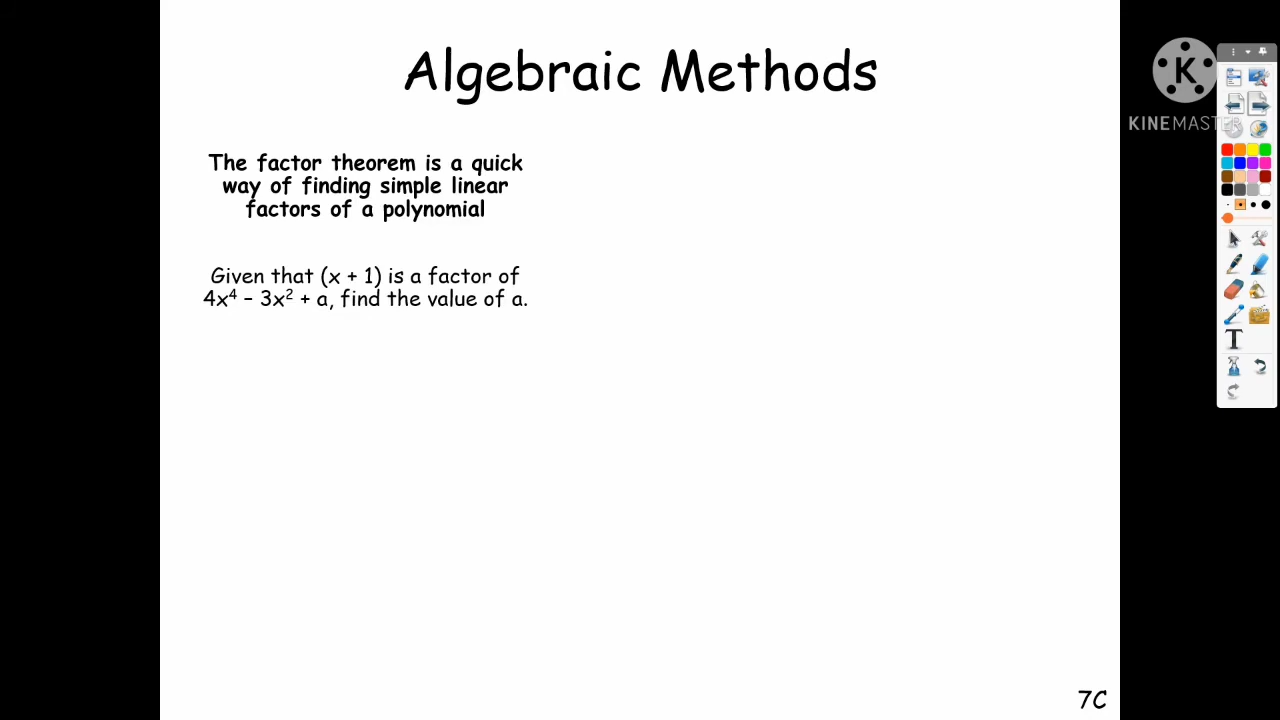 Algebraic Methods
The factor theorem is a quick
way of finding simple linear
factors of a polynomial
Given that (x + 1) is a factor of
4x⁴ – 3x² + a, find the value of a.
7C
K
KINEMASTER
T